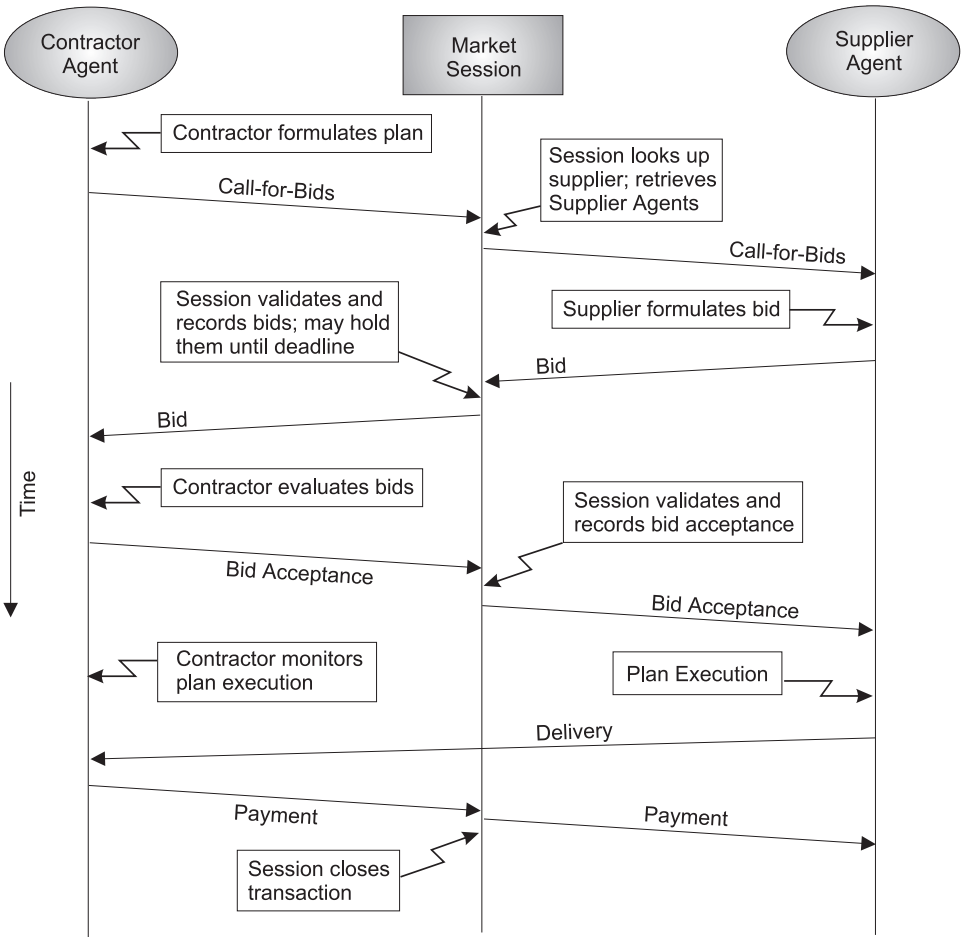 Contractor
Agent
Market
Session
Supplier
Agent
Contractor formulates plan
Session looks up
supplier; retrieves
Supplier Agents
Call-for-Bids
Call-for-Bids
Session validates and
records bids; may hold
them until deadline
Supplier formulates bid
Bid
Bid
Time
Contractor evaluates bids
Session validates and
records bid acceptance
Bid Acceptance
Bid Acceptance
Contractor monitors
plan execution
Plan Execution
Delivery
Payment
Payment
Session closes
transaction